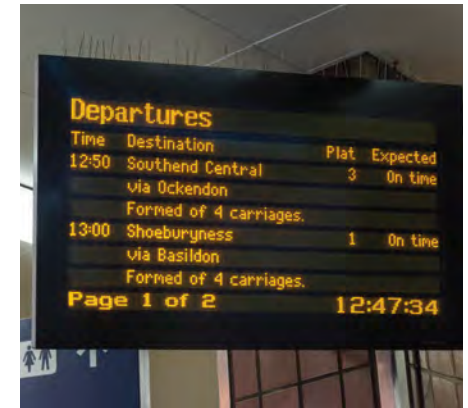 Departures
Time Destination Plat Expected
12:50 Southend Central 3 On time
via Ockendon
Formed of 4 carriages.
13:00 Shoeburyness 1 On time
via Basildon
Formed of 4 carriages.
Page 1 of 2 12:47:34